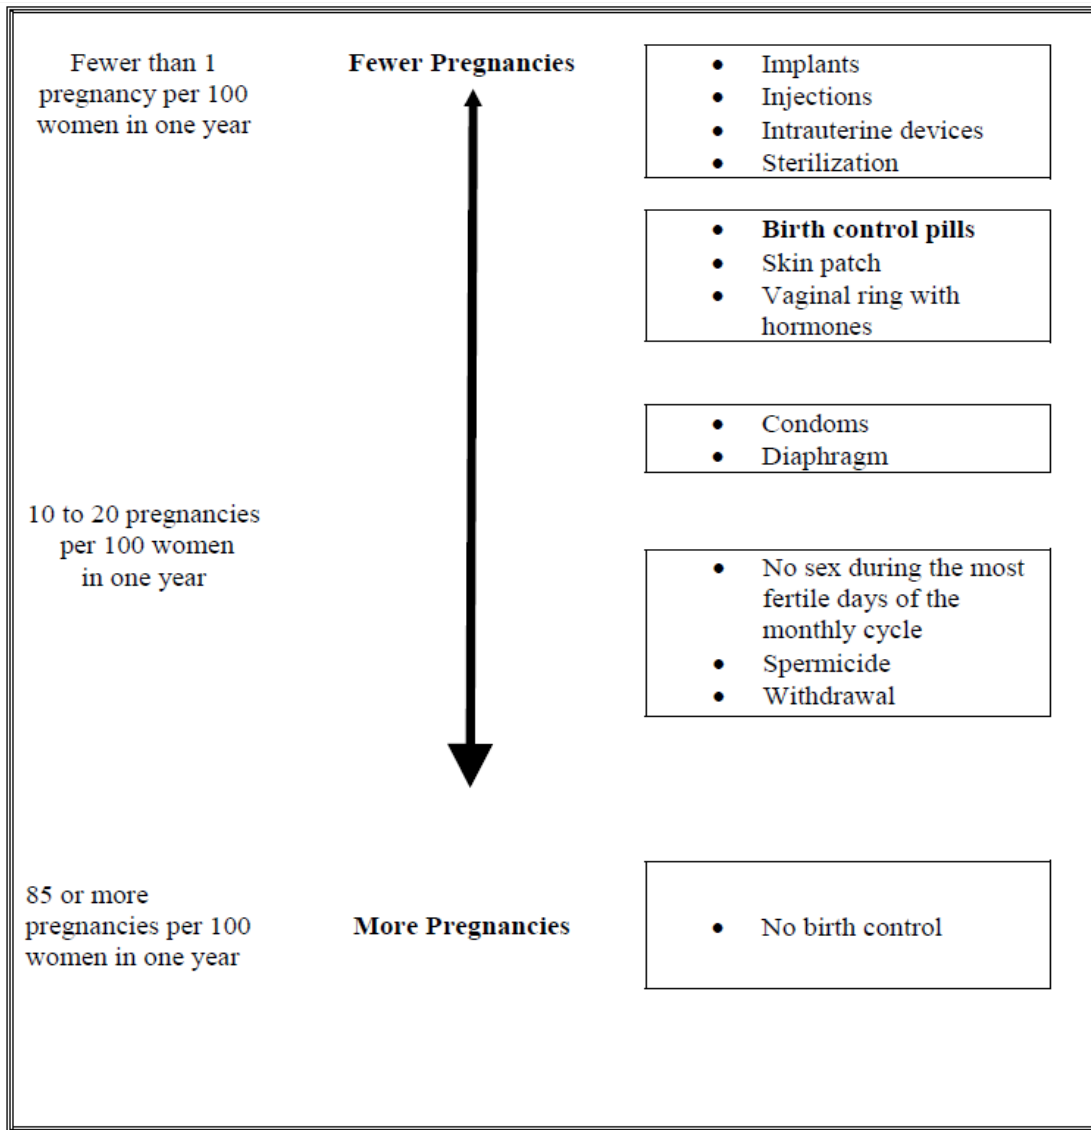 Fewer than 1
pregnancy per 100
women in one year
Fewer Pregnancies
• Implants
• Injections
• Intrauterine devices
• Sterilization
• Birth control pills
• Skin patch
• Vaginal ring with
hormones
• Condoms
• Diaphragm
10 to 20 pregnancies
per 100 women
in one year
• No sex during the most
fertile days of the
monthly cycle
• Spermicide
• Withdrawal
85 or more
pregnancies per 100
women in one year
More Pregnancies
• No birth control